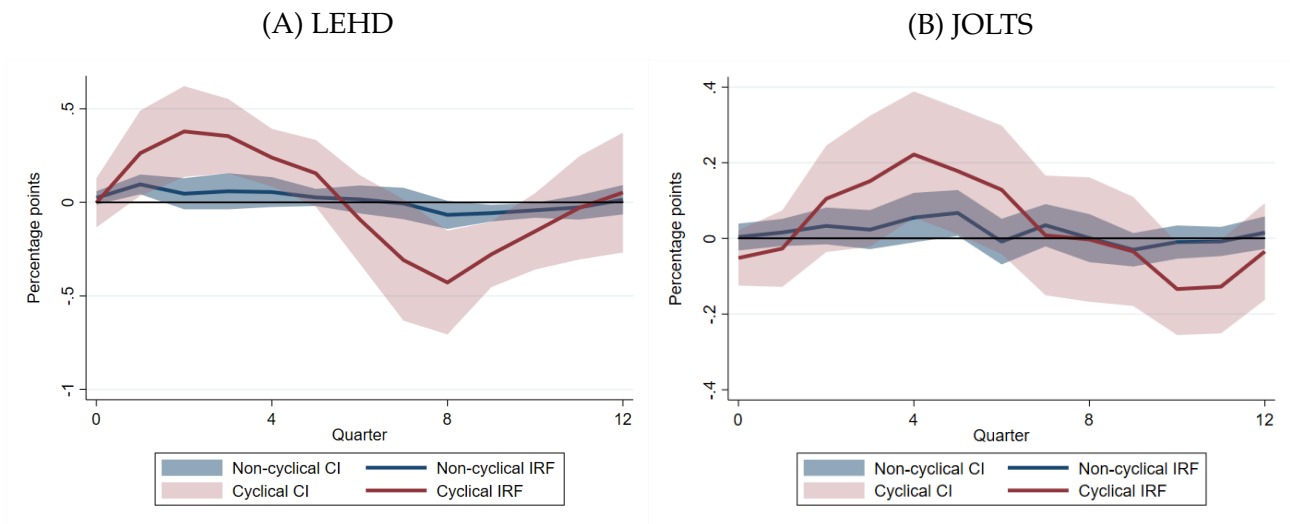 (A) LEHD
Percentage points
.5
0
-.5
-1
0 4 8 12
Quarter
Non-cyclical CI Non-cyclical IRF
Cyclical CI Cyclical IRF
(B) JOLTS
Percentage points
.4
.2
0
-.2
-.4
0 4 8 12
Quarter
Non-cyclical CI Non-cyclical IRF
Cyclical CI Cyclical IRF